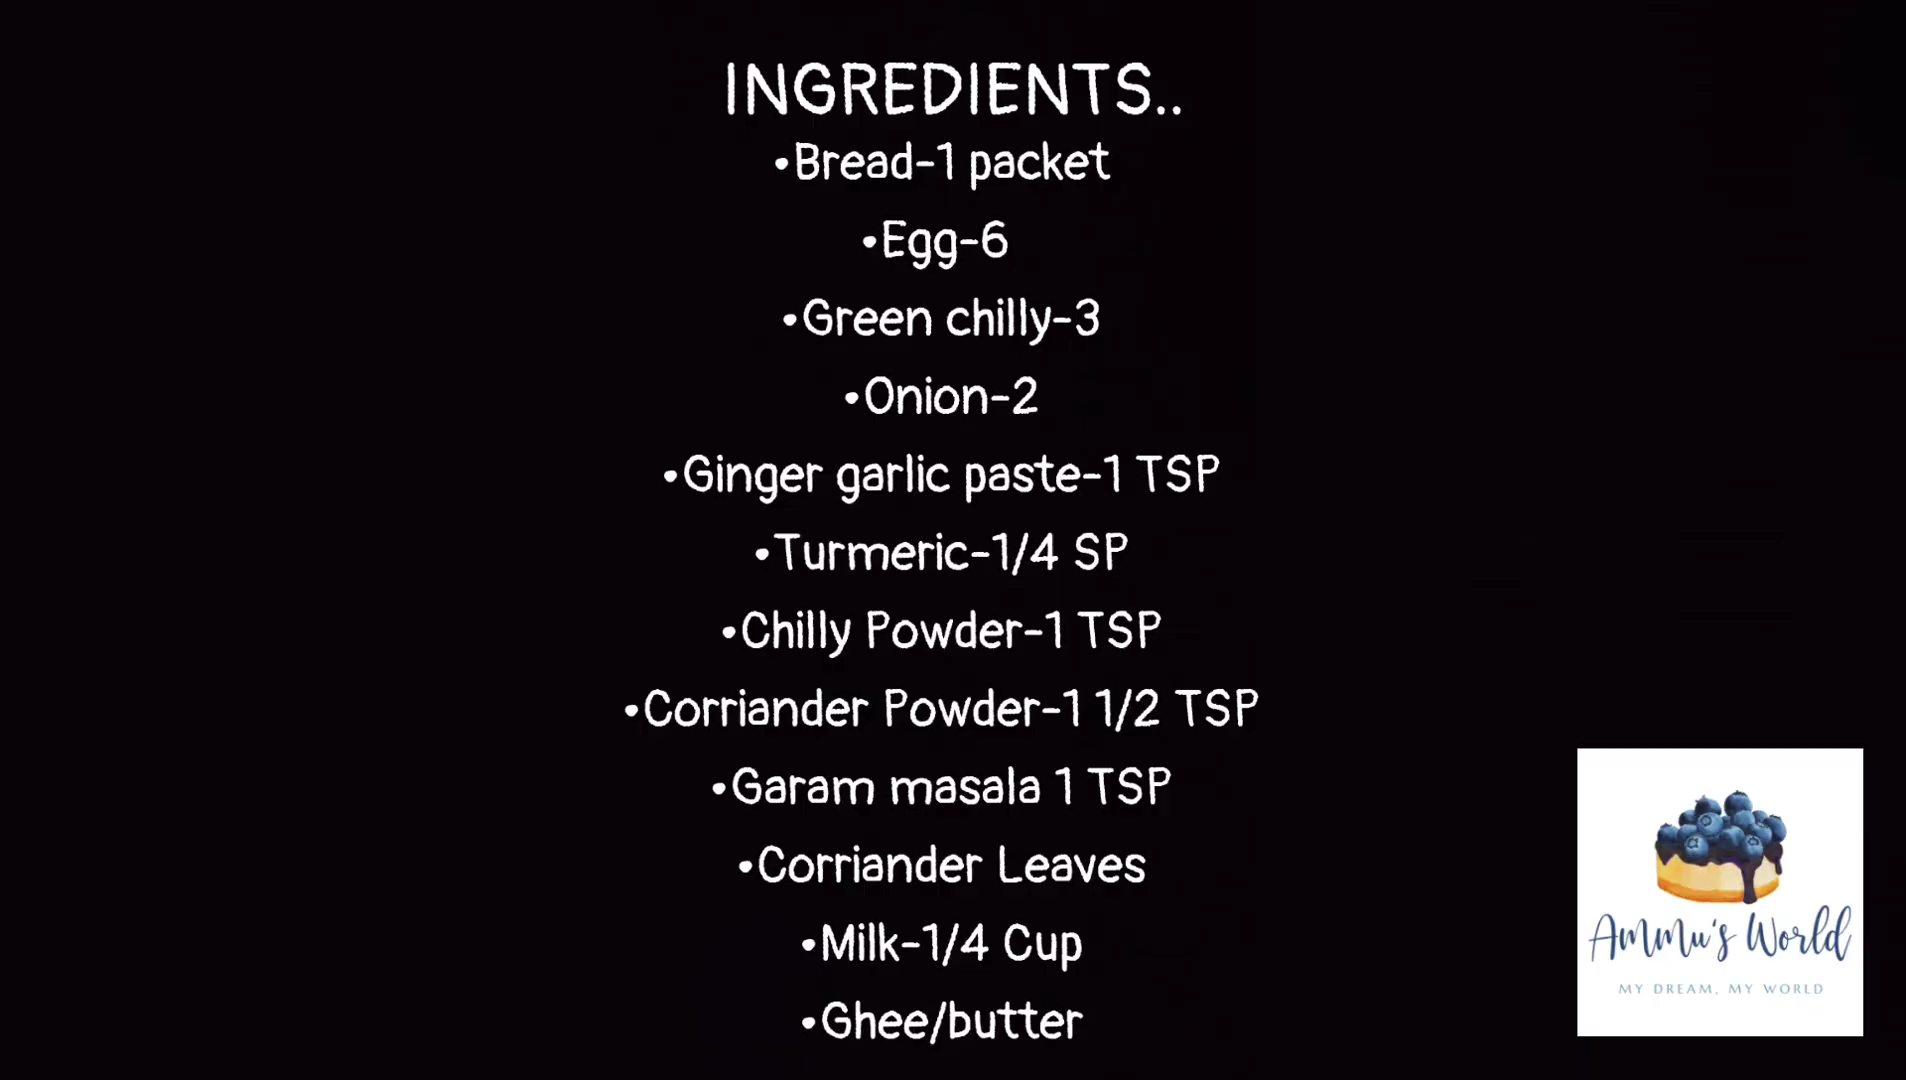 INGREDIENTS..
•Bread-1 packet
•Egg-6
•Green chilly-3
•Onion-2
•Ginger garlic paste-1 TSP
•Turmeric-1/4 SP
•Chilly Powder-1 TSP
•Corriander Powder-1 1/2 TSP
•Garam masala 1 TSP
•Corriander Leaves
•Milk-1/4 Cup
•Ghee/butter
Ammu's World
MY DREAM, MY WORLD